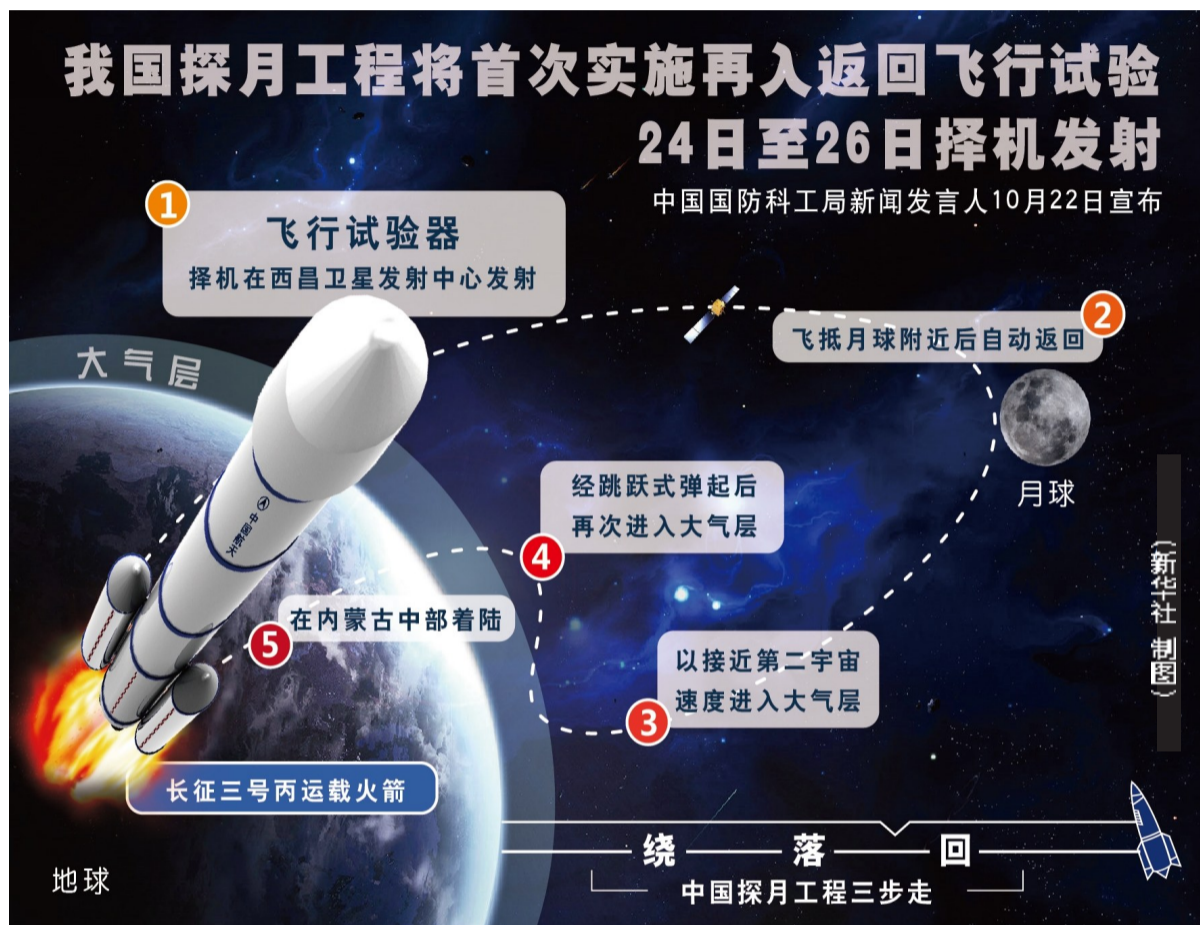 我国探月工程将首次实施再入返回飞行试验
24日至26日择机发射
中国国防科工局新闻发言人10月22日宣布
1
飞行试验器
择机在西昌卫星发射中心发射
2
飞抵月球附近后自动返回
大气层
月球
中国航天
4
经跳跃式弹起后
再次进入大气层
5
在内蒙古中部着陆
3
以接近第二宇宙
速度进入大气层
(新华社 制图)
长征三号丙运载火箭
地球
绕 落 回
中国探月工程三步走